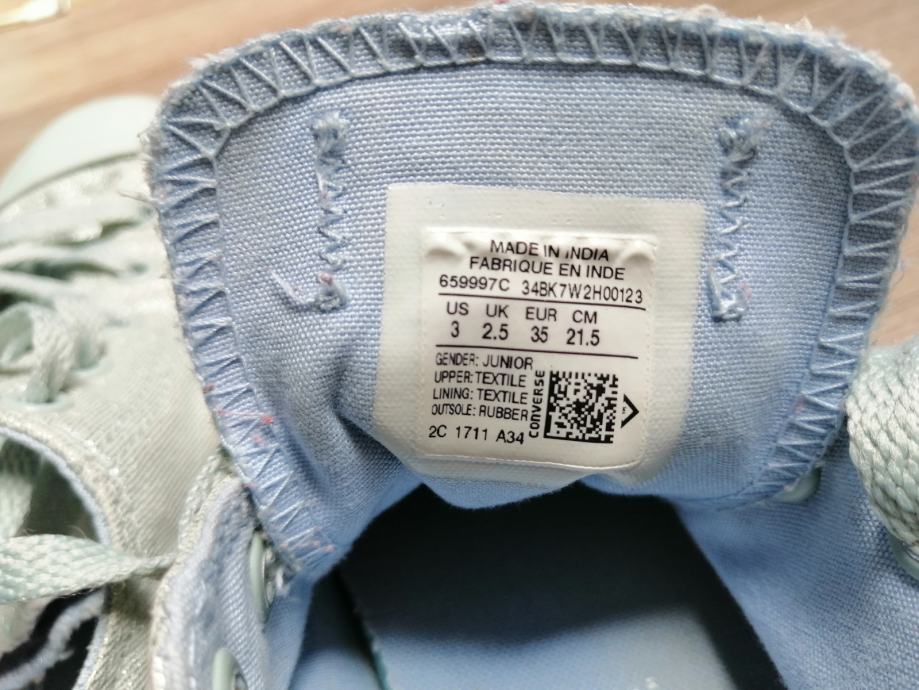 MADE IN INDIA
FABRIQUE EN INDE
659997C 34BK7W2H00123
US UK EUR CM
3 2.5 35 21.5
GENDER: JUNIOR
UPPER: TEXTILE
LINING: TEXTILE
OUTSOLE: RUBBER
CONVERSE
2C 1711 A34